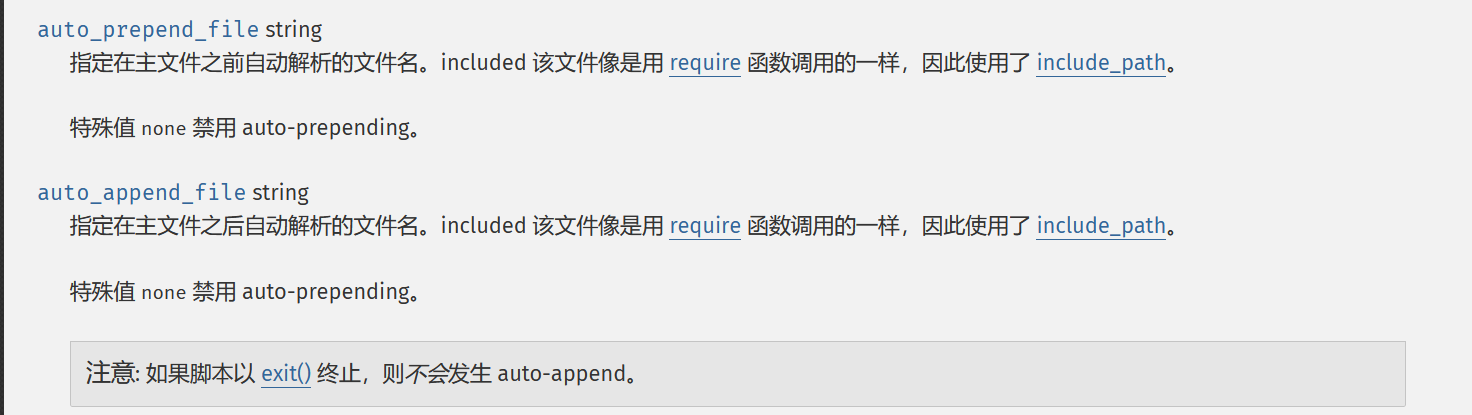 auto_prepend_file string
指定在主文件之前自动解析的文件名。included 该文件像是用 require 函数调用的一样，因此使用了 include_path。
特殊值 none 禁用 auto-prepending。
auto_append_file string
指定在主文件之后自动解析的文件名。included 该文件像是用 require 函数调用的一样，因此使用了 include_path。
特殊值 none 禁用 auto-prepending。
注意: 如果脚本以 exit() 终止，则不会发生 auto-append。